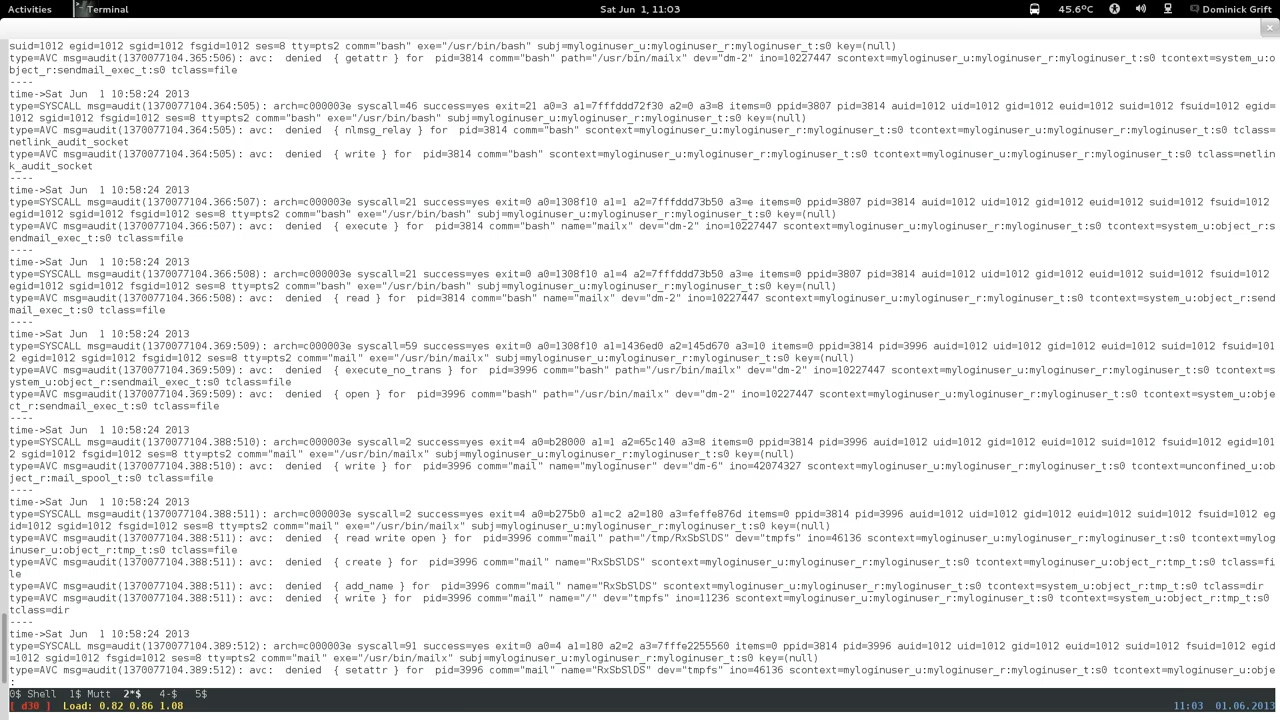 Activities
Terminal
Sat Jun 1, 11:03
45.6°C
Dominick Grift
suid=1012 egid=1012 sgid=1012 fsgid=1012 ses=8 tty=pts2 comm="bash" exe="/usr/bin/bash" subj=myloginuser_u:myloginuser_r:myloginuser_t:s0 key=(null)
type=AVC msg=audit(1370077104.365:506): avc:  denied  { getattr } for  pid=3814 comm="bash" path="/usr/bin/mailx" dev="dm-2" ino=10227447 scontext=myloginuser_u:myloginuser_r:myloginuser_t:s0 tcontext=system_u:o
bject_r:sendmail_exec_t:s0 tclass=file
----
time->Sat Jun  1 10:58:24 2013
type=SYSCALL msg=audit(1370077104.364:505): arch=c000003e syscall=46 success=yes exit=21 a0=3 a1=7fffddd72f30 a2=0 a3=8 items=0 ppid=3807 pid=3814 auid=1012 uid=1012 gid=1012 euid=1012 suid=1012 fsuid=1012 egid=
1012 sgid=1012 fsgid=1012 ses=8 tty=pts2 comm="bash" exe="/usr/bin/bash" subj=myloginuser_u:myloginuser_r:myloginuser_t:s0 key=(null)
type=AVC msg=audit(1370077104.364:505): avc:  denied  { nlmsg_relay } for  pid=3814 comm="bash" scontext=myloginuser_u:myloginuser_r:myloginuser_t:s0 tcontext=myloginuser_u:myloginuser_r:myloginuser_t:s0 tclass=
netlink_audit_socket
type=AVC msg=audit(1370077104.364:505): avc:  denied  { write } for  pid=3814 comm="bash" scontext=myloginuser_u:myloginuser_r:myloginuser_t:s0 tcontext=myloginuser_u:myloginuser_r:myloginuser_t:s0 tclass=netlin
k_audit_socket
----
time->Sat Jun  1 10:58:24 2013
type=SYSCALL msg=audit(1370077104.366:507): arch=c000003e syscall=21 success=yes exit=0 a0=1308f10 a1=1 a2=7fffddd73b50 a3=e items=0 ppid=3807 pid=3814 auid=1012 uid=1012 gid=1012 euid=1012 suid=1012 fsuid=1012 
egid=1012 sgid=1012 fsgid=1012 ses=8 tty=pts2 comm="bash" exe="/usr/bin/bash" subj=myloginuser_u:myloginuser_r:myloginuser_t:s0 key=(null)
type=AVC msg=audit(1370077104.366:507): avc:  denied  { execute } for  pid=3814 comm="bash" name="mailx" dev="dm-2" ino=10227447 scontext=myloginuser_u:myloginuser_r:myloginuser_t:s0 tcontext=system_u:object_r:s
endmail_exec_t:s0 tclass=file
----
time->Sat Jun  1 10:58:24 2013
type=SYSCALL msg=audit(1370077104.366:508): arch=c000003e syscall=21 success=yes exit=0 a0=1308f10 a1=4 a2=7fffddd73b50 a3=e items=0 ppid=3807 pid=3814 auid=1012 uid=1012 gid=1012 euid=1012 suid=1012 fsuid=1012 
egid=1012 sgid=1012 fsgid=1012 ses=8 tty=pts2 comm="bash" exe="/usr/bin/bash" subj=myloginuser_u:myloginuser_r:myloginuser_t:s0 key=(null)
type=AVC msg=audit(1370077104.366:508): avc:  denied  { read } for  pid=3814 comm="bash" name="mailx" dev="dm-2" ino=10227447 scontext=myloginuser_u:myloginuser_r:myloginuser_t:s0 tcontext=system_u:object_r:send
mail_exec_t:s0 tclass=file
----
time->Sat Jun  1 10:58:24 2013
type=SYSCALL msg=audit(1370077104.369:509): arch=c000003e syscall=59 success=yes exit=0 a0=1308f10 a1=1436ed0 a2=145d670 a3=10 items=0 ppid=3814 pid=3996 auid=1012 uid=1012 gid=1012 euid=1012 suid=1012 fsuid=101
2 egid=1012 sgid=1012 fsgid=1012 ses=8 tty=pts2 comm="mail" exe="/usr/bin/mailx" subj=myloginuser_u:myloginuser_r:myloginuser_t:s0 key=(null)
type=AVC msg=audit(1370077104.369:509): avc:  denied  { execute_no_trans } for  pid=3996 comm="bash" path="/usr/bin/mailx" dev="dm-2" ino=10227447 scontext=myloginuser_u:myloginuser_r:myloginuser_t:s0 tcontext=s
ystem_u:object_r:sendmail_exec_t:s0 tclass=file
type=AVC msg=audit(1370077104.369:509): avc:  denied  { open } for  pid=3996 comm="bash" path="/usr/bin/mailx" dev="dm-2" ino=10227447 scontext=myloginuser_u:myloginuser_r:myloginuser_t:s0 tcontext=system_u:obje
ct_r:sendmail_exec_t:s0 tclass=file
----
time->Sat Jun  1 10:58:24 2013
type=SYSCALL msg=audit(1370077104.388:510): arch=c000003e syscall=2 success=yes exit=4 a0=b28000 a1=1 a2=65c140 a3=8 items=0 ppid=3814 pid=3996 auid=1012 uid=1012 gid=1012 euid=1012 suid=1012 fsuid=1012 egid=101
2 sgid=1012 fsgid=1012 ses=8 tty=pts2 comm="mail" exe="/usr/bin/mailx" subj=myloginuser_u:myloginuser_r:myloginuser_t:s0 key=(null)
type=AVC msg=audit(1370077104.388:510): avc:  denied  { write } for  pid=3996 comm="mail" name="myloginuser" dev="dm-6" ino=42074327 scontext=myloginuser_u:myloginuser_r:myloginuser_t:s0 tcontext=unconfined_u:ob
ject_r:mail_spool_t:s0 tclass=file
----
time->Sat Jun  1 10:58:24 2013
type=SYSCALL msg=audit(1370077104.388:511): arch=c000003e syscall=2 success=yes exit=4 a0=b275b0 a1=c2 a2=180 a3=feffe876d items=0 ppid=3814 pid=3996 auid=1012 uid=1012 gid=1012 euid=1012 suid=1012 fsuid=1012 eg
id=1012 sgid=1012 fsgid=1012 ses=8 tty=pts2 comm="mail" exe="/usr/bin/mailx" subj=myloginuser_u:myloginuser_r:myloginuser_t:s0 key=(null)
type=AVC msg=audit(1370077104.388:511): avc:  denied  { read write open } for  pid=3996 comm="mail" path="/tmp/RxSbSlDS" dev="tmpfs" ino=46136 scontext=myloginuser_u:myloginuser_r:myloginuser_t:s0 tcontext=mylog
inuser_u:object_r:tmp_t:s0 tclass=file
type=AVC msg=audit(1370077104.388:511): avc:  denied  { create } for  pid=3996 comm="mail" name="RxSbSlDS" scontext=myloginuser_u:myloginuser_r:myloginuser_t:s0 tcontext=myloginuser_u:object_r:tmp_t:s0 tclass=fi
le
type=AVC msg=audit(1370077104.388:511): avc:  denied  { add_name } for  pid=3996 comm="mail" name="RxSbSlDS" scontext=myloginuser_u:myloginuser_r:myloginuser_t:s0 tcontext=system_u:object_r:tmp_t:s0 tclass=dir
type=AVC msg=audit(1370077104.388:511): avc:  denied  { write } for  pid=3996 comm="mail" name="/" dev="tmpfs" ino=11236 scontext=myloginuser_u:myloginuser_r:myloginuser_t:s0 tcontext=system_u:object_r:tmp_t:s0 
tclass=dir
----
time->Sat Jun  1 10:58:24 2013
type=SYSCALL msg=audit(1370077104.389:512): arch=c000003e syscall=91 success=yes exit=0 a0=4 a1=180 a2=2 a3=7fffe2255560 items=0 ppid=3814 pid=3996 auid=1012 uid=1012 gid=1012 euid=1012 suid=1012 fsuid=1012 egid
=1012 sgid=1012 fsgid=1012 ses=8 tty=pts2 comm="mail" exe="/usr/bin/mailx" subj=myloginuser_u:myloginuser_r:myloginuser_t:s0 key=(null)
type=AVC msg=audit(1370077104.389:512): avc:  denied  { setattr } for  pid=3996 comm="mail" name="RxSbSlDS" dev="tmpfs" ino=46136 scontext=myloginuser_u:myloginuser_r:myloginuser_t:s0 tcontext=myloginuser_u:obje
:
0$ Shell  1$ Mutt  2*$  4-$  5$
[ d30 ]  Load: 0.82 0.86 1.08
11:03  01.06.2013